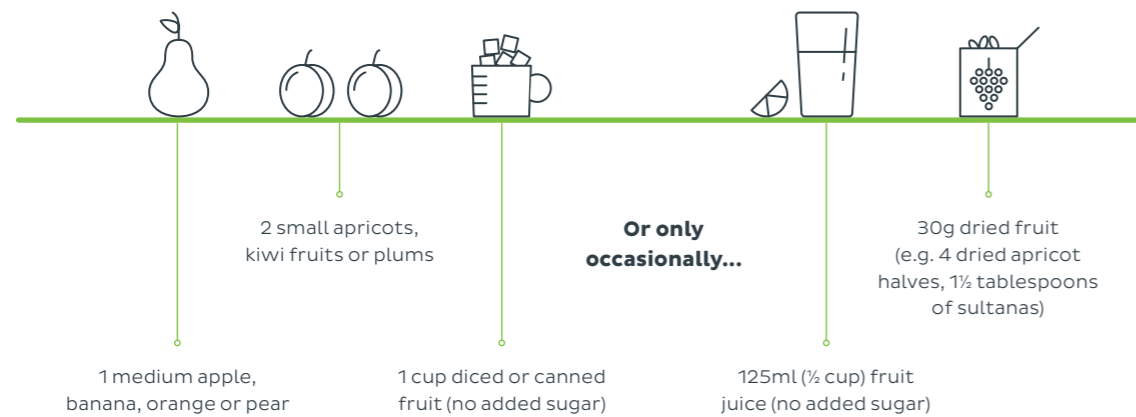 1 medium apple,
banana, orange or pear
2 small apricots,
kiwi fruits or plums
1 cup diced or canned
fruit (no added sugar)
Or only
occasionally...
125ml (½ cup) fruit
juice (no added sugar)
30g dried fruit
(e.g. 4 dried apricot
halves, 1½ tablespoons
of sultanas)